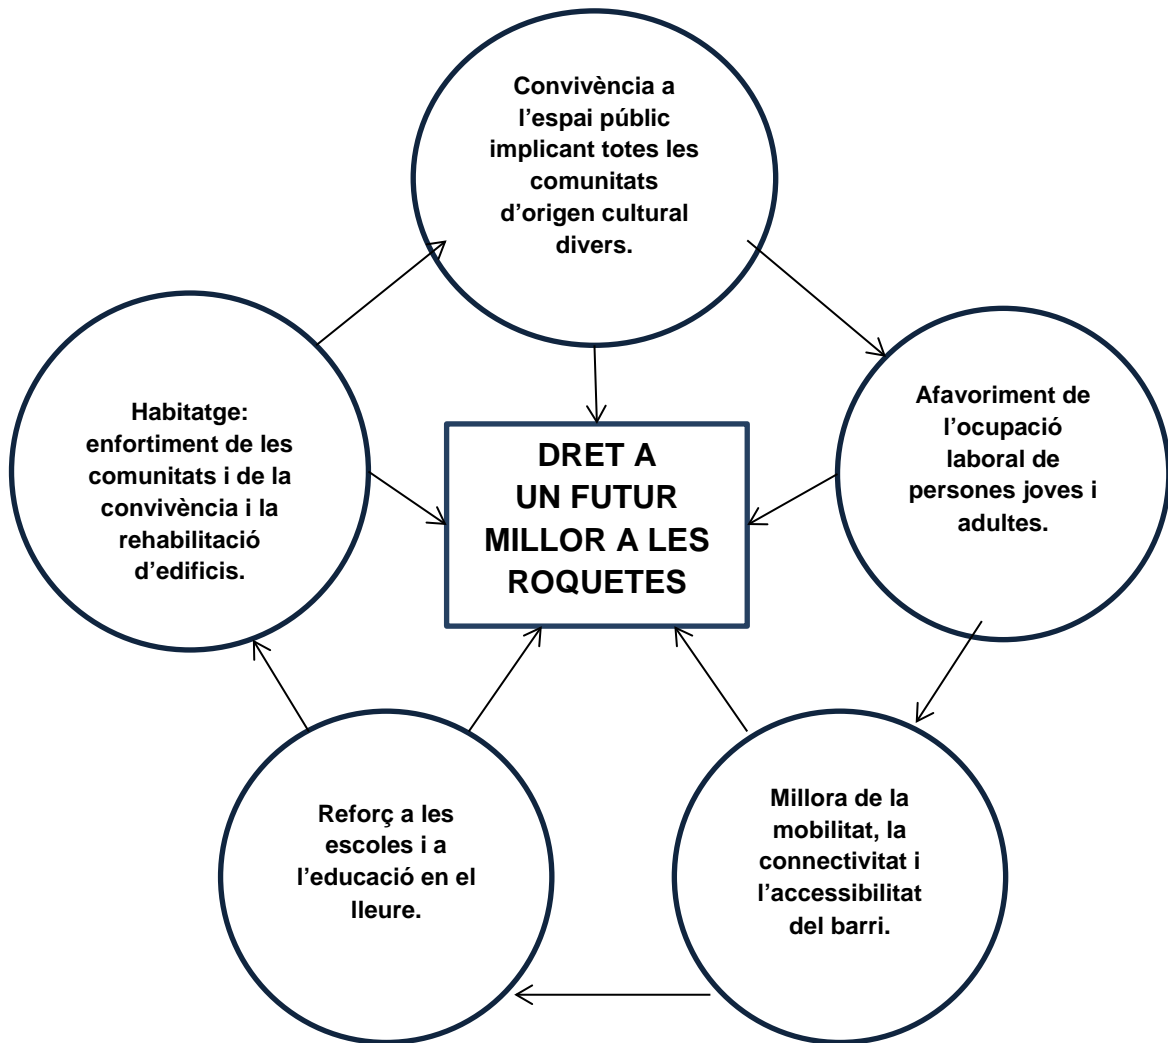 Convivència a
l’espai públic
implicant totes les
comunitats
d’origen cultural
divers.
Habitatge:
enfortiment de les
comunitats i de la
convivència i la
rehabilitació
d’edificis.
DRET A
UN FUTUR
MILLOR A LES
ROQUETES
Afavoriment de
l’ocupació
laboral de
persones joves i
adultes.
Reforç a les
escoles i a
l’educació en el
lleure.
Millora de la
mobilitat, la
connectivitat i
l’accessibilitat
del barri.